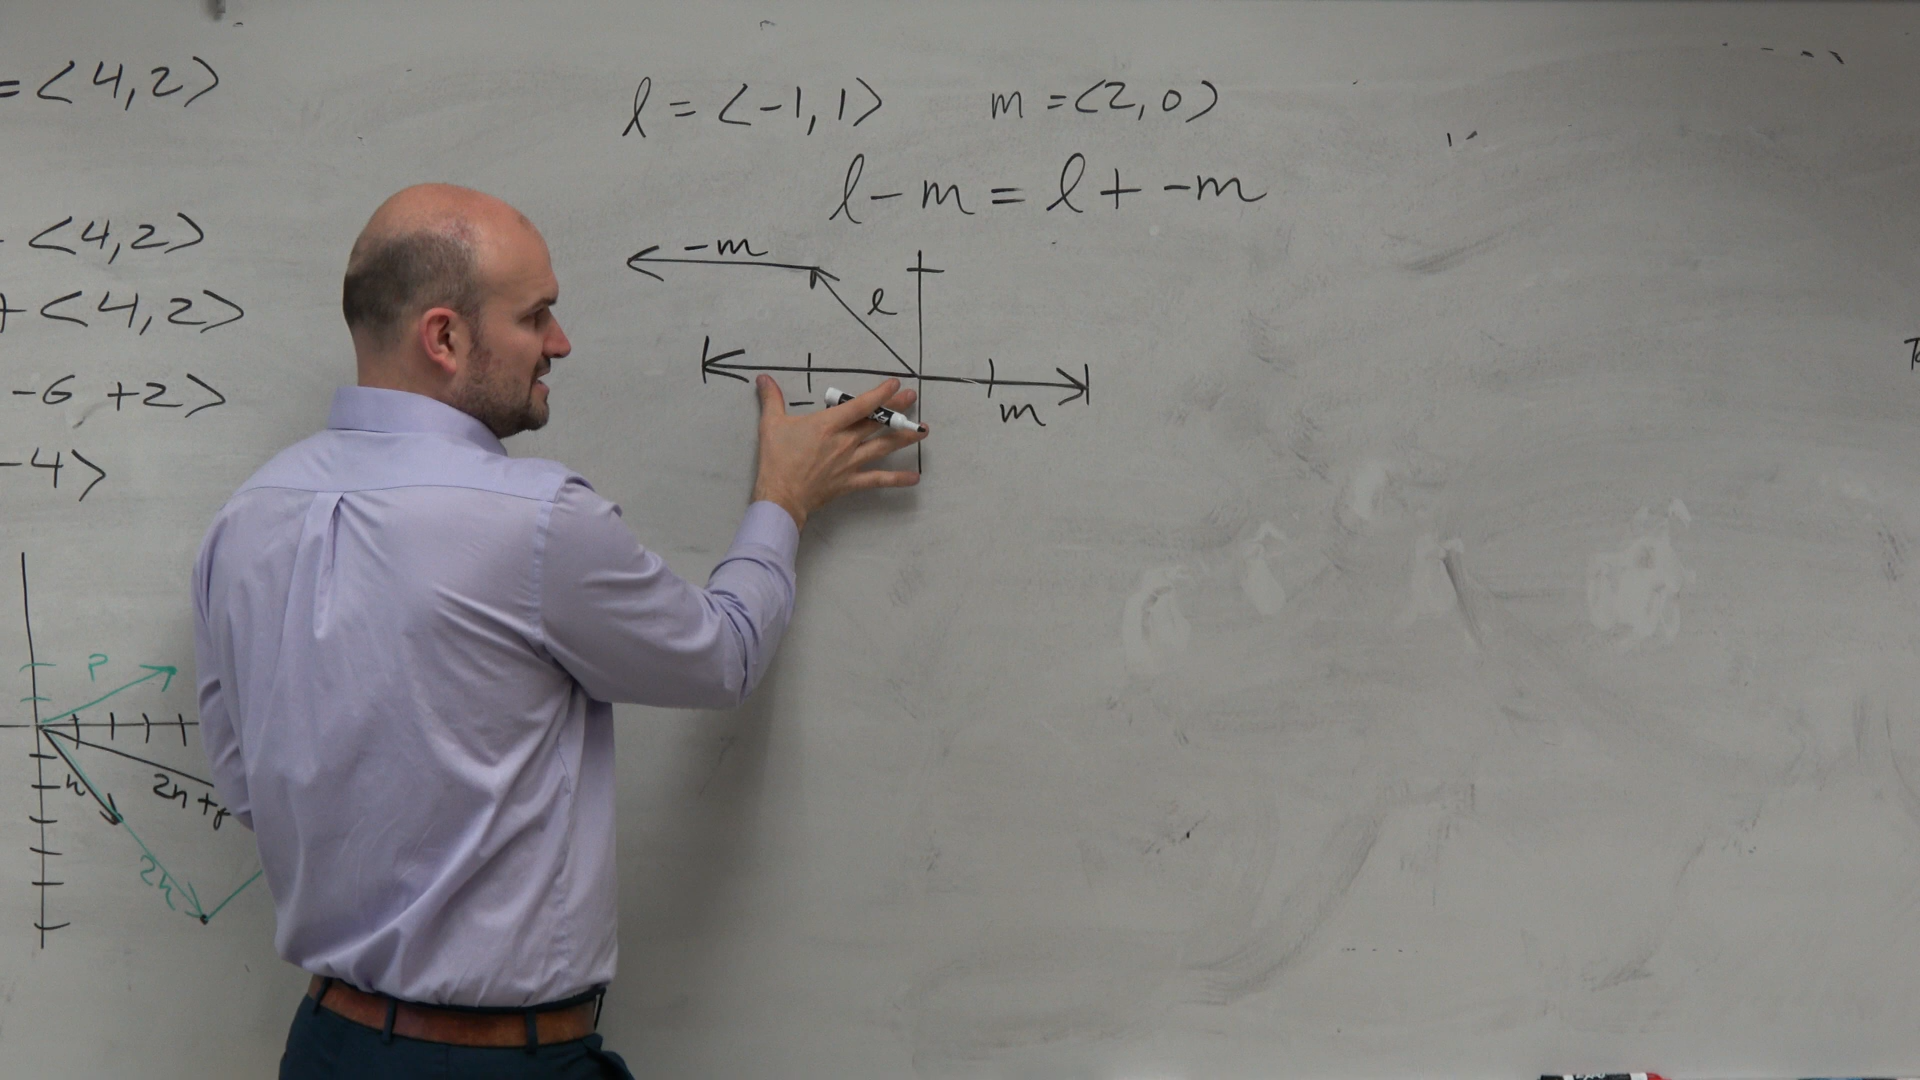 = <4,2>
<4,2>
+ <4,2>
-6 +2>
-4>
P
n
2n +p
2n
l = <-1,1> m = <2,0>
l - m = l + -m
-m
l
m